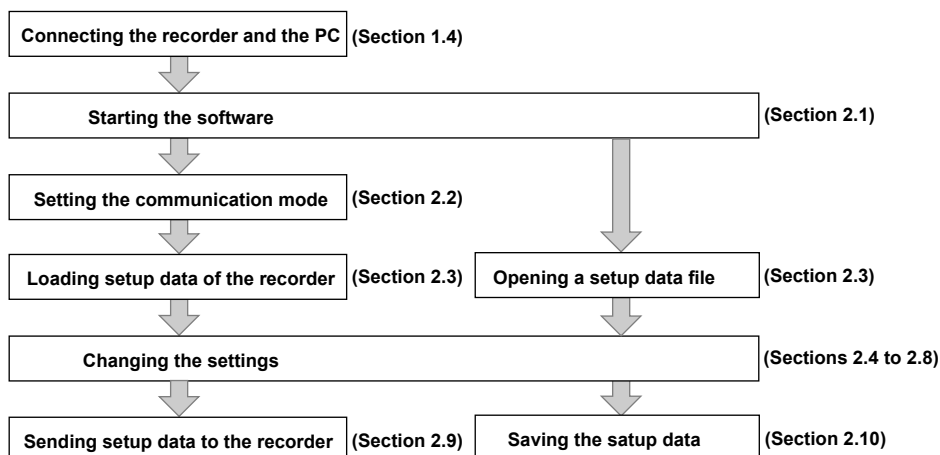 Connecting the recorder and the PC (Section 1.4)
Starting the software (Section 2.1)
Setting the communication mode (Section 2.2)
Loading setup data of the recorder (Section 2.3) Opening a setup data file (Section 2.3)
Changing the settings (Sections 2.4 to 2.8)
Sending setup data to the recorder (Section 2.9) Saving the satup data (Section 2.10)